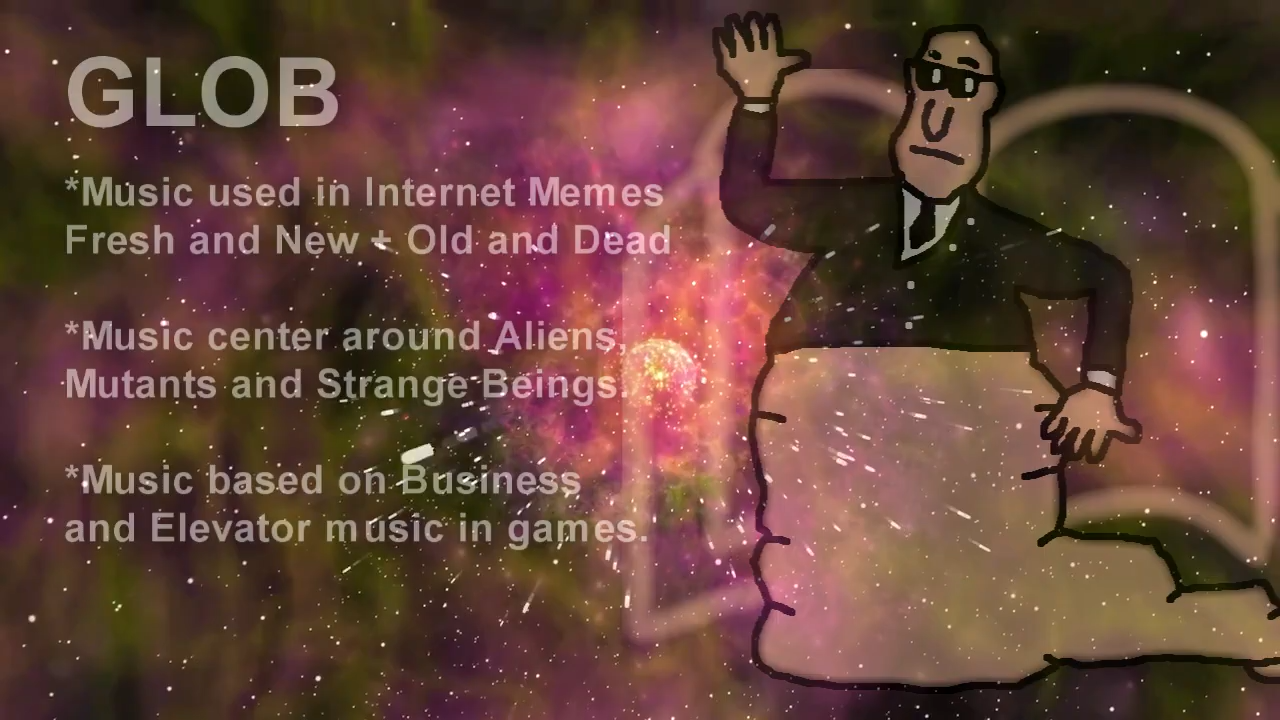 GLOB
*Music used in Internet Memes
Fresh and New + Old and Dead
*Music center around Aliens,
Mutants and Strange Beings.
*Music based on Business
and Elevator music in games.